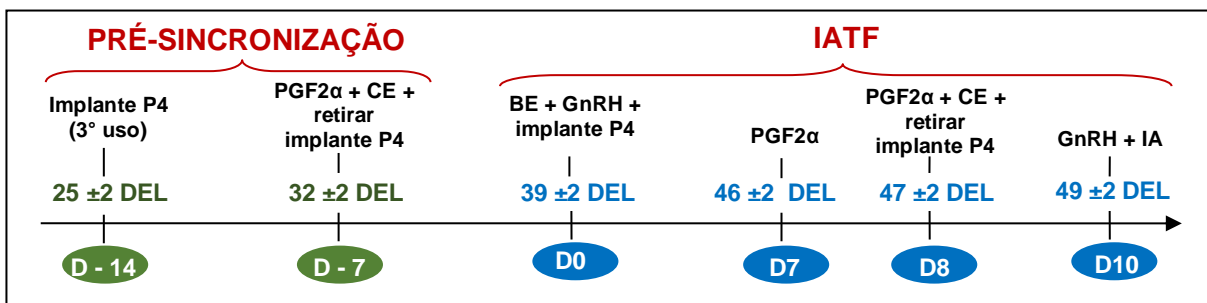 PRÉ-SINCRONIZAÇÃO
IATF
Implante P4
(3° uso)
PGF2α + CE +
retirar
implante P4
BE + GnRH +
implante P4
PGF2α
PGF2α + CE +
retirar
implante P4
GnRH + IA
25 ±2 DEL
32 ±2 DEL
39 ±2 DEL
46 ±2 DEL
47 ±2 DEL
49 ±2 DEL
D - 14
D - 7
D0
D7
D8
D10